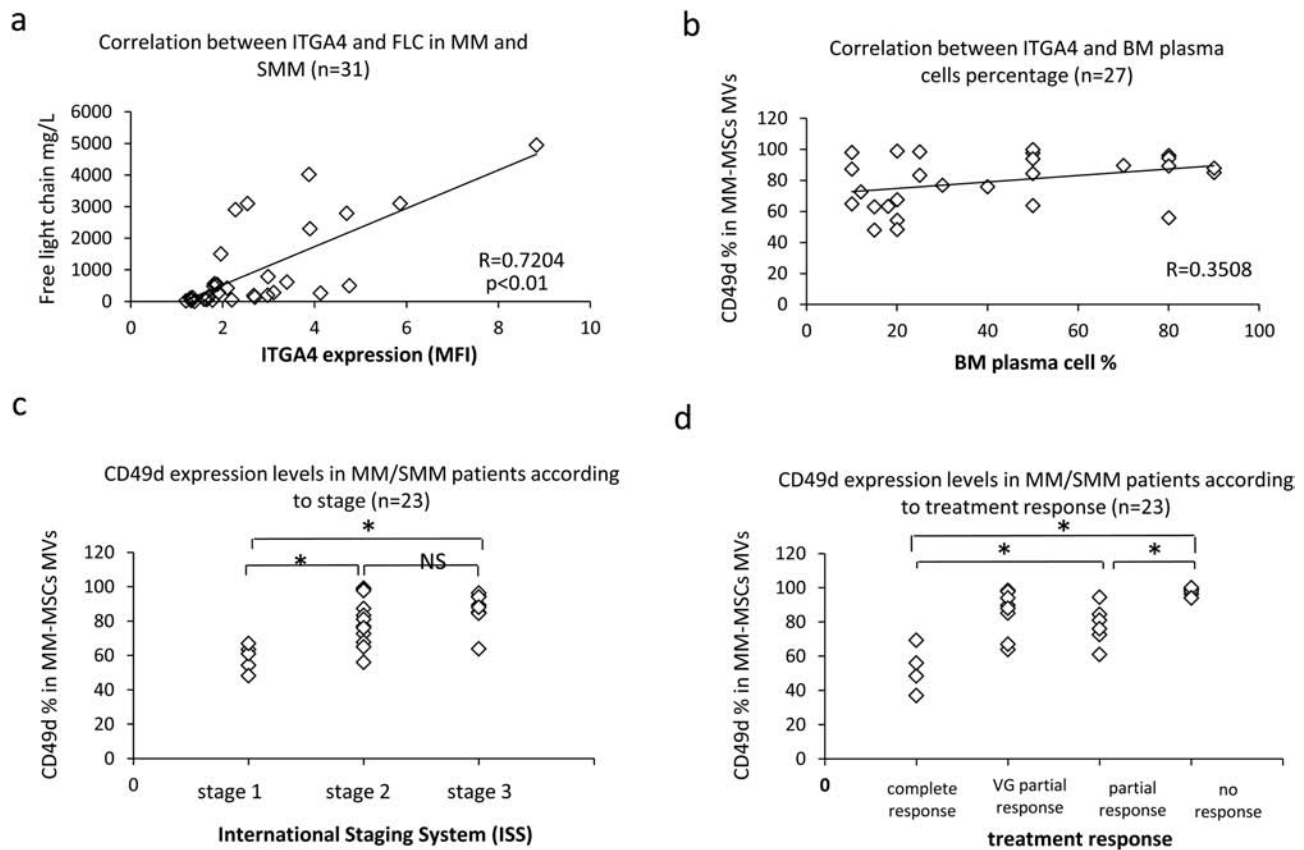 a
Correlation between ITGA4 and FLC in MM and
SMM (n=31)
Free light chain mg/L
6000
5000
4000
3000
2000
1000
0
0 2 4 6 8 10
R=0.7204
p<0.01
ITGA4 expression (MFI)
b
Correlation between ITGA4 and BM plasma
cells percentage (n=27)
CD49d % in MM-MSCs MVs
120
100
80
60
40
20
0
0 20 40 60 80 100
R=0.3508
BM plasma cell %
c
CD49d expression levels in MM/SMM patients according
to stage (n=23)
*
* NS
CD49d % in MM-MSCs MVs
120
100
80
60
40
20
0
0 stage 1 stage 2 stage 3
International Staging System (ISS)
d
CD49d expression levels in MM/SMM patients according
to treatment response (n=23)
*
* *
CD49d % in MM-MSCs MVs
120
100
80
60
40
20
0
0
complete
response
VG partial
response
partial
response
no
response
treatment response